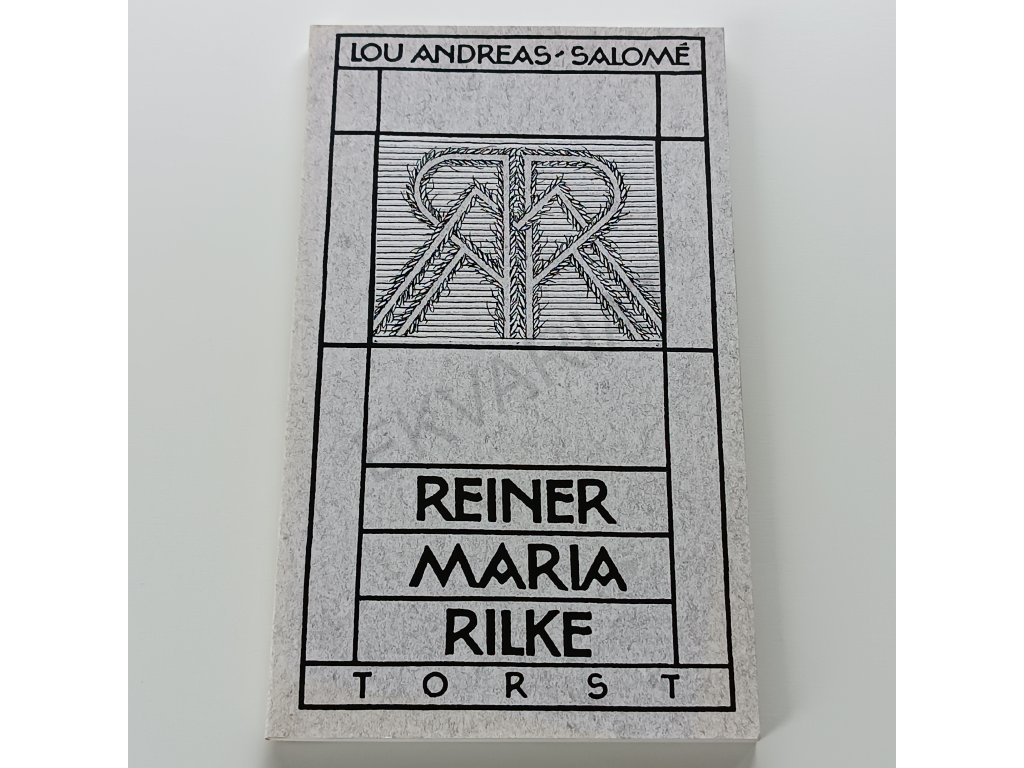 LOU ANDREAS-SALOMÉ
REINER
MARIA
RILKE
TORST